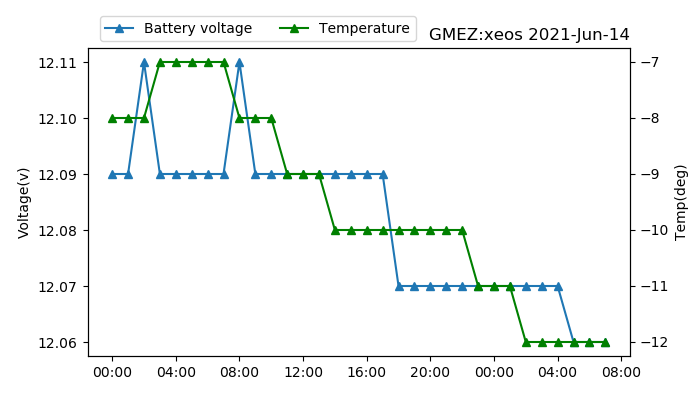 Battery voltage Temperature
GMEZ:xeos 2021-Jun-14
Voltage(v)
12.11
12.10
12.09
12.08
12.07
12.06
−7
−8
−9
−10
−11
−12
Temp(deg)
00:00 04:00 08:00 12:00 16:00 20:00 00:00 04:00 08:00